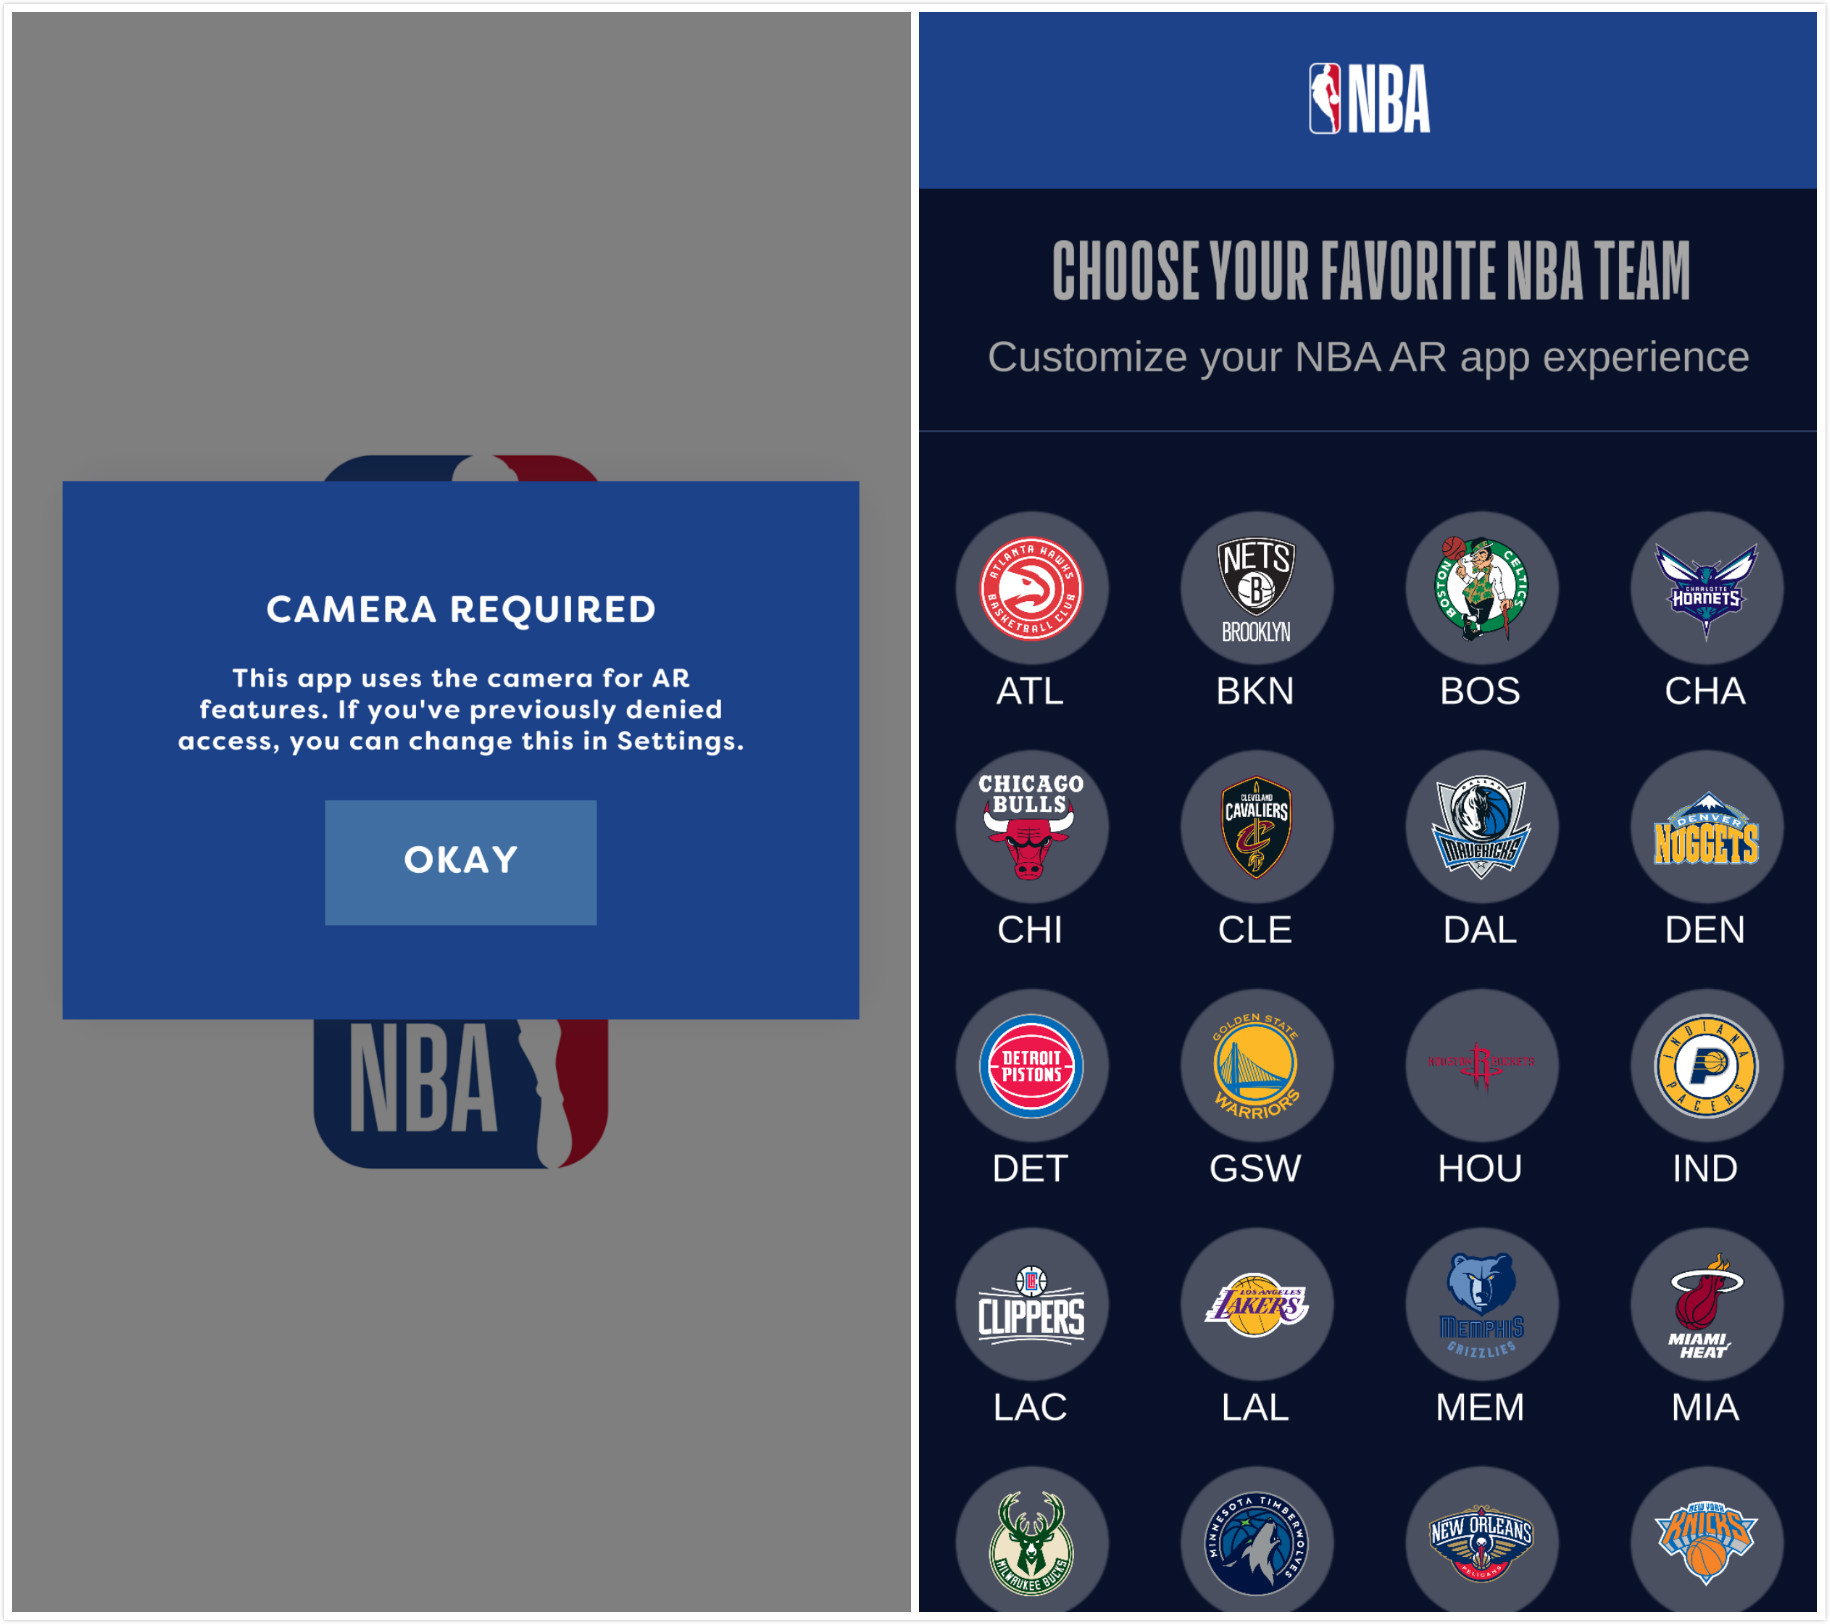 CAMERA REQUIRED
This app uses the camera for AR
features. If you've previously denied
access, you can change this in Settings.
OKAY
NBA
NBA
CHOOSE YOUR FAVORITE NBA TEAM
Customize your NBA AR app experience
ATLANTA HAWKS
BASKETBALL CLUB
NETS
B
BROOKLYN
BOSTON
CELTICS
CHARLOTTE
HORNETS
ATL
BKN
BOS
CHA
CHICAGO
BULLS
CLEVELAND
CAVALIERS
C
MAVERICKS
DENVER
NUGGETS
CHI
CLE
DAL
DEN
DETROIT
PISTONS
GOLDEN STATE
WARRIORS
HOUSTON R ROCKETS
INDIANA
P
PACERS
DET
GSW
HOU
IND
CLIPPERS
LOS ANGELES
LAKERS
MEMPHIS
GRIZZLIES
MIAMI
HEAT
LAC
LAL
MEM
MIA
MILWAUKEE BUCKS
MINNESOTA TIMBERWOLVES
NEW ORLEANS
PELICANS
NEW YORK
KNICKS